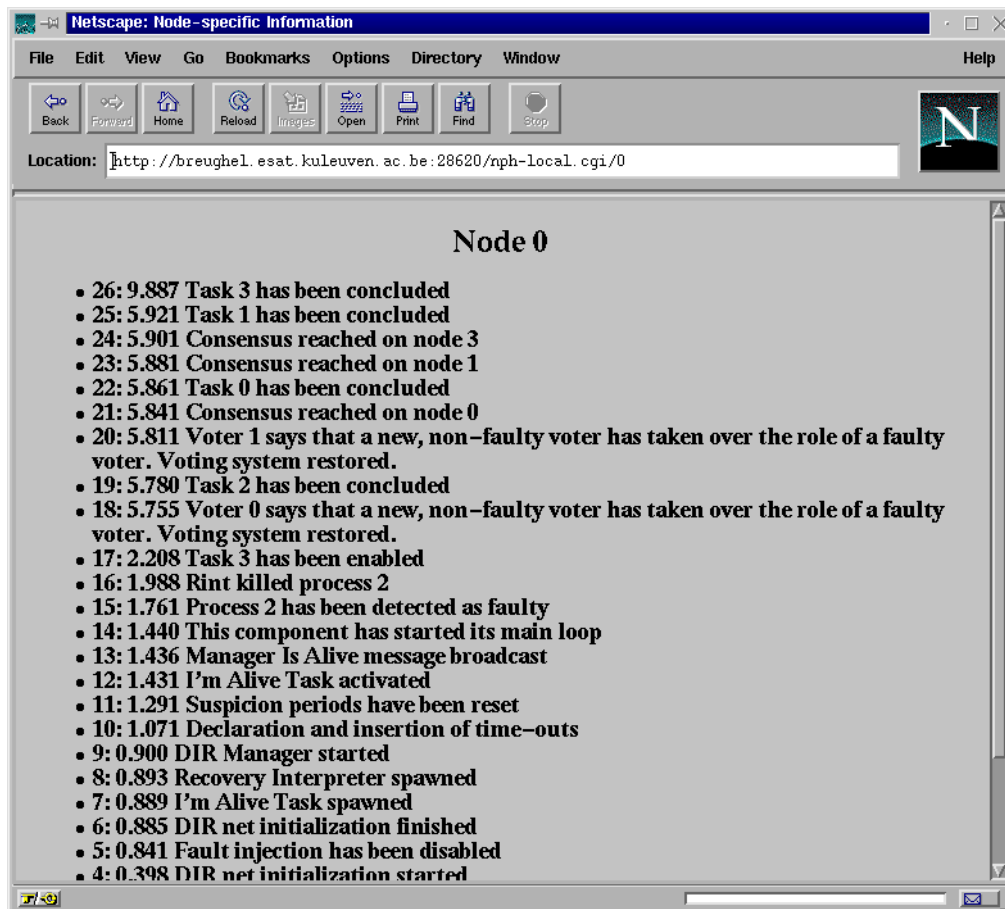 Netscape: Node-specific Information
File Edit View Go Bookmarks Options Directory Window Help
Back Forward Home Reload Images Open Print Find Stop
N
Location: http://breughel.esat.kuleuven.ac.be:28620/nph-local.cgi/0
Node 0
• 26: 9.887 Task 3 has been concluded
• 25: 5.921 Task 1 has been concluded
• 24: 5.901 Consensus reached on node 3
• 23: 5.881 Consensus reached on node 1
• 22: 5.861 Task 0 has been concluded
• 21: 5.841 Consensus reached on node 0
• 20: 5.811 Voter 1 says that a new, non-faulty voter has taken over the role of a faulty
voter. Voting system restored.
• 19: 5.780 Task 2 has been concluded
• 18: 5.755 Voter 0 says that a new, non-faulty voter has taken over the role of a faulty
voter. Voting system restored.
• 17: 2.208 Task 3 has been enabled
• 16: 1.988 Rint killed process 2
• 15: 1.761 Process 2 has been detected as faulty
• 14: 1.440 This component has started its main loop
• 13: 1.436 Manager Is Alive message broadcast
• 12: 1.431 I'm Alive Task activated
• 11: 1.291 Suspicion periods have been reset
• 10: 1.071 Declaration and insertion of time-outs
• 9: 0.900 DIR Manager started
• 8: 0.893 Recovery Interpreter spawned
• 7: 0.889 I'm Alive Task spawned
• 6: 0.885 DIR net initialization finished
• 5: 0.841 Fault injection has been disabled
• 4: 0.398 DIR net initialization started